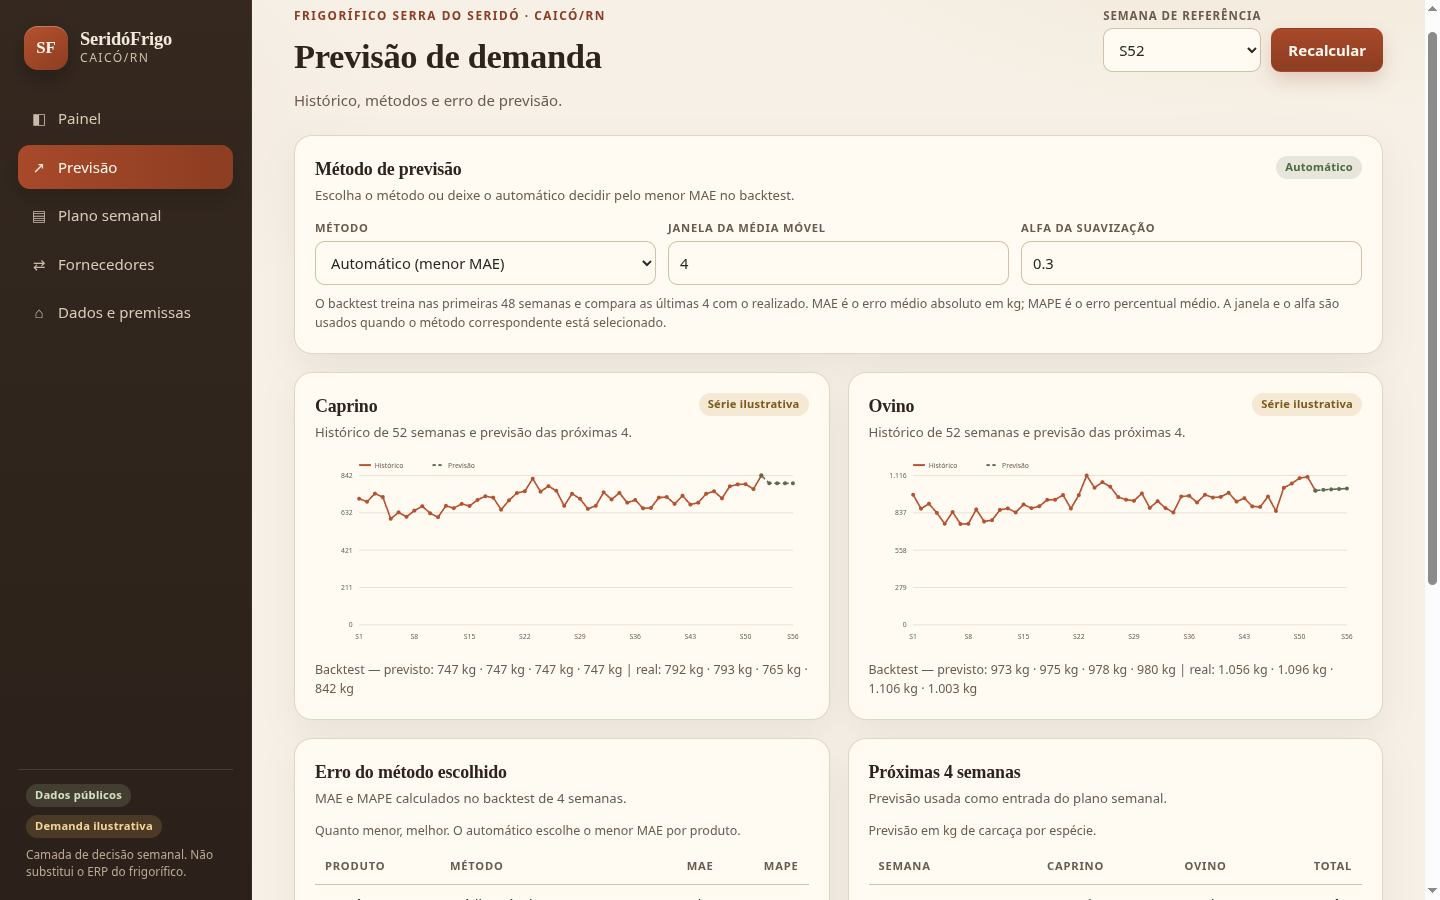 SF
SeridóFrigo
CAICÓ/RN
Painel
Previsão
Plano semanal
Fornecedores
Dados e premissas
Dados públicos
Demanda ilustrativa
Camada de decisão semanal. Não
substitui o ERP do frigorífico.
FRIGORÍFICO SERRA DO SERIDÓ · CAICÓ/RN
Previsão de demanda
Histórico, métodos e erro de previsão.
SEMANA DE REFERÊNCIA
S52
Recalcular
Método de previsão
Automático
Escolha o método ou deixe o automático decidir pelo menor MAE no backtest.
MÉTODO
JANELA DA MÉDIA MÓVEL
ALFA DA SUAVIZAÇÃO
Automático (menor MAE)
4
0.3
O backtest treina nas primeiras 48 semanas e compara as últimas 4 com o realizado. MAE é o erro médio absoluto em kg; MAPE é o erro percentual médio. A janela e o alfa são
usados quando o método correspondente está selecionado.
Caprino
Série ilustrativa
Histórico de 52 semanas e previsão das próximas 4.
Histórico
Previsão
842
632
421
211
0
S1 S8 S15 S22 S29 S36 S43 S50 S56
Backtest — previsto: 747 kg · 747 kg · 747 kg · 747 kg | real: 792 kg · 793 kg · 765 kg ·
842 kg
Ovino
Série ilustrativa
Histórico de 52 semanas e previsão das próximas 4.
Histórico
Previsão
1.116
837
558
279
0
S1 S8 S15 S22 S29 S36 S43 S50 S56
Backtest — previsto: 973 kg · 975 kg · 978 kg · 980 kg | real: 1.056 kg · 1.096 kg ·
1.106 kg · 1.003 kg
Erro do método escolhido
MAE e MAPE calculados no backtest de 4 semanas.
Quanto menor, melhor. O automático escolhe o menor MAE por produto.
PRODUTO MÉTODO MAE MAPE
Próximas 4 semanas
Previsão usada como entrada do plano semanal.
Previsão em kg de carcaça por espécie.
SEMANA CAPRINO OVINO TOTAL